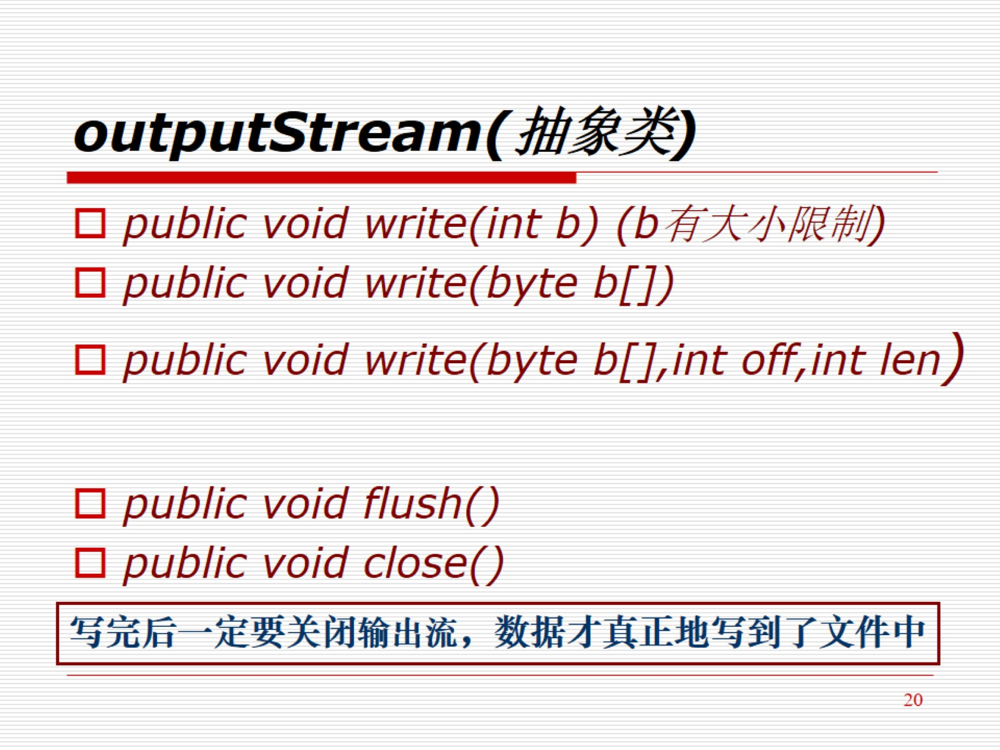 outputStream(抽象类)
public void write(int b) (b有大小限制)
public void write(byte b[])
public void write(byte b[],int off,int len)
public void flush()
public void close()
写完后一定要关闭输出流，数据才真正地写到了文件中
20